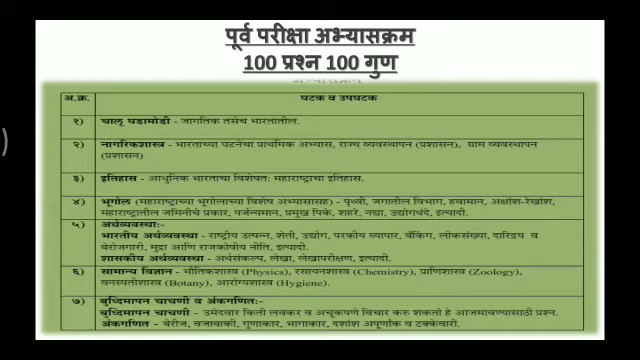 पूर्व परीक्षा अभ्यासक्रम
100 प्रश्न 100 गुण
अ.क्र. घटक व उपघटक
१) चालू घडामोडी - जागतिक तसेच भारतातील.
२) नागरिकशास्त्र - भारताच्या घटनेचा प्राथमिक अभ्यास, राज्य व्यवस्थापन (प्रशासन), ग्राम व्यवस्थापन
(प्रशासन)
३) इतिहास - आधुनिक भारताचा विशेषतः महाराष्ट्राचा इतिहास.
४) भूगोल (महाराष्ट्राच्या भूगोलाच्या विशेष अभ्यासासह) - पृथ्वी, जगातील विभाग, हवामान, अक्षांश-रेखांश,
महाराष्ट्रातील जमिनीचे प्रकार, पर्जन्यमान, प्रमुख पिके, शहरे, नद्या, उद्योगधंदे, इत्यादी.
५) अर्थव्यवस्थाः-
भारतीय अर्थव्यवस्था - राष्ट्रीय उत्पन्न, शेती, उद्योग, परकीय व्यापार, बँकिंग, लोकसंख्या, दारिद्रय व
बेरोजगारी, मुद्रा आणि राजकोषीय नीति, इत्यादी.
शासकीय अर्थव्यवस्था - अर्थसंकल्प, लेखा, लेखापरीक्षण, इत्यादी.
६) सामान्य विज्ञान - भौतिकशास्त्र (Physics), रसायनशास्त्र (Chemistry), प्राणिशास्त्र (Zoology),
वनस्पतीशास्त्र (Botany), आरोग्यशास्त्र (Hygiene).
७) बुध्दिमापन चाचणी व अंकगणितः-
बुध्दिमापन चाचणी - उमेदवार किती लवकर व अचूकपणे विचार करु शकतो हे आजमावण्यासाठी प्रश्न.
अंकगणित - बेरीज, वजाबाकी, गुणाकार, भागाकार, दशांश अपूर्णांक व टक्केवारी.